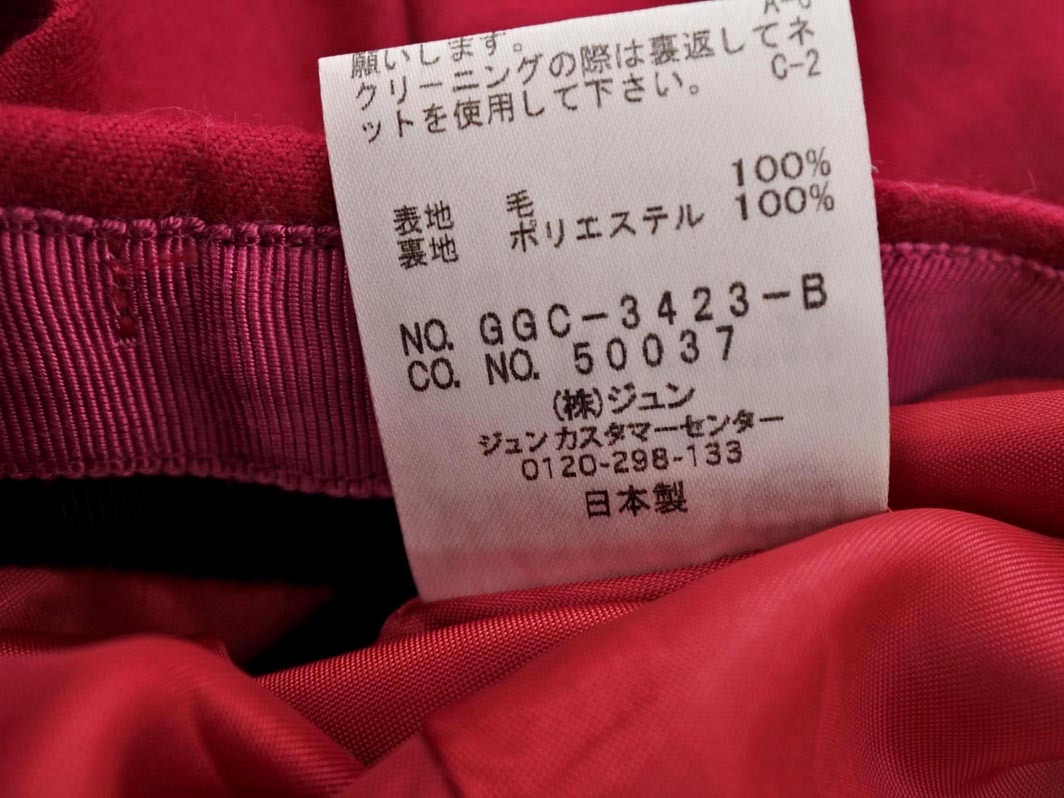 願いします。 A-6
クリーニングの際は裏返してネ
ットを使用して下さい。 C-2
表地 毛 100%
裏地 ポリエステル 100%
NO. GGC-3423-B
CO. NO. 50037
(株)ジュン
ジュンカスタマーセンター
0120-298-133
日本製